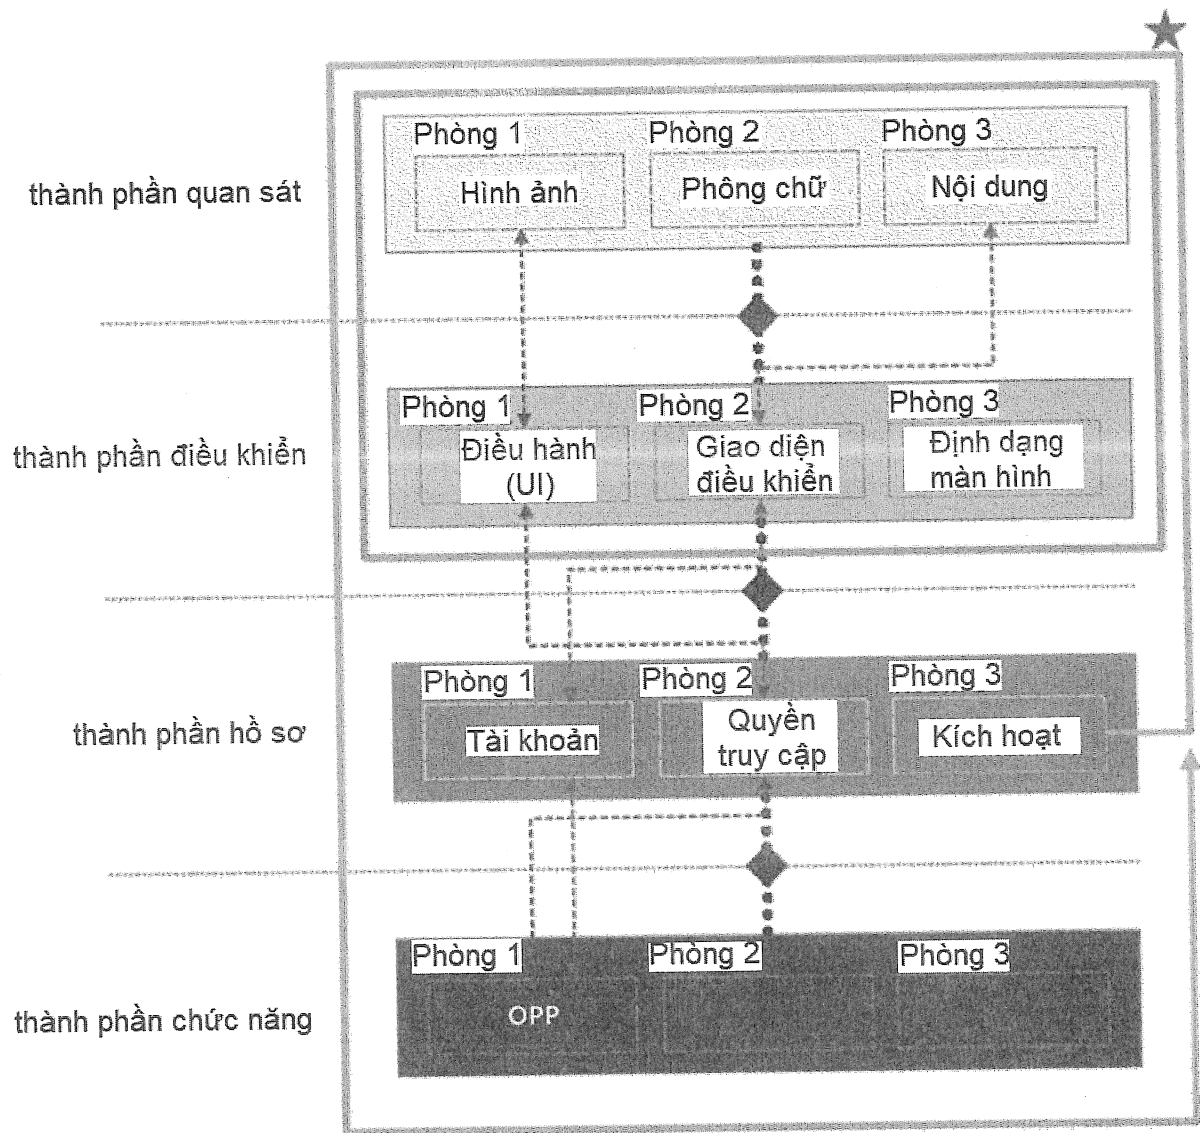 Phòng 1
Phòng 2
Phòng 3
thành phần quan sát
Hình ảnh
Phông chữ
Nội dung
Phòng 1
Phòng 2
Phòng 3
thành phần điều khiển
Điều hành
(UI)
Giao diện
điều khiển
Định dạng
màn hình
Phòng 1
Phòng 2
Phòng 3
thành phần hồ sơ
Tài khoản
Quyền
truy cập
Kích hoạt
Phòng 1
Phòng 2
Phòng 3
thành phần chức năng
OPP